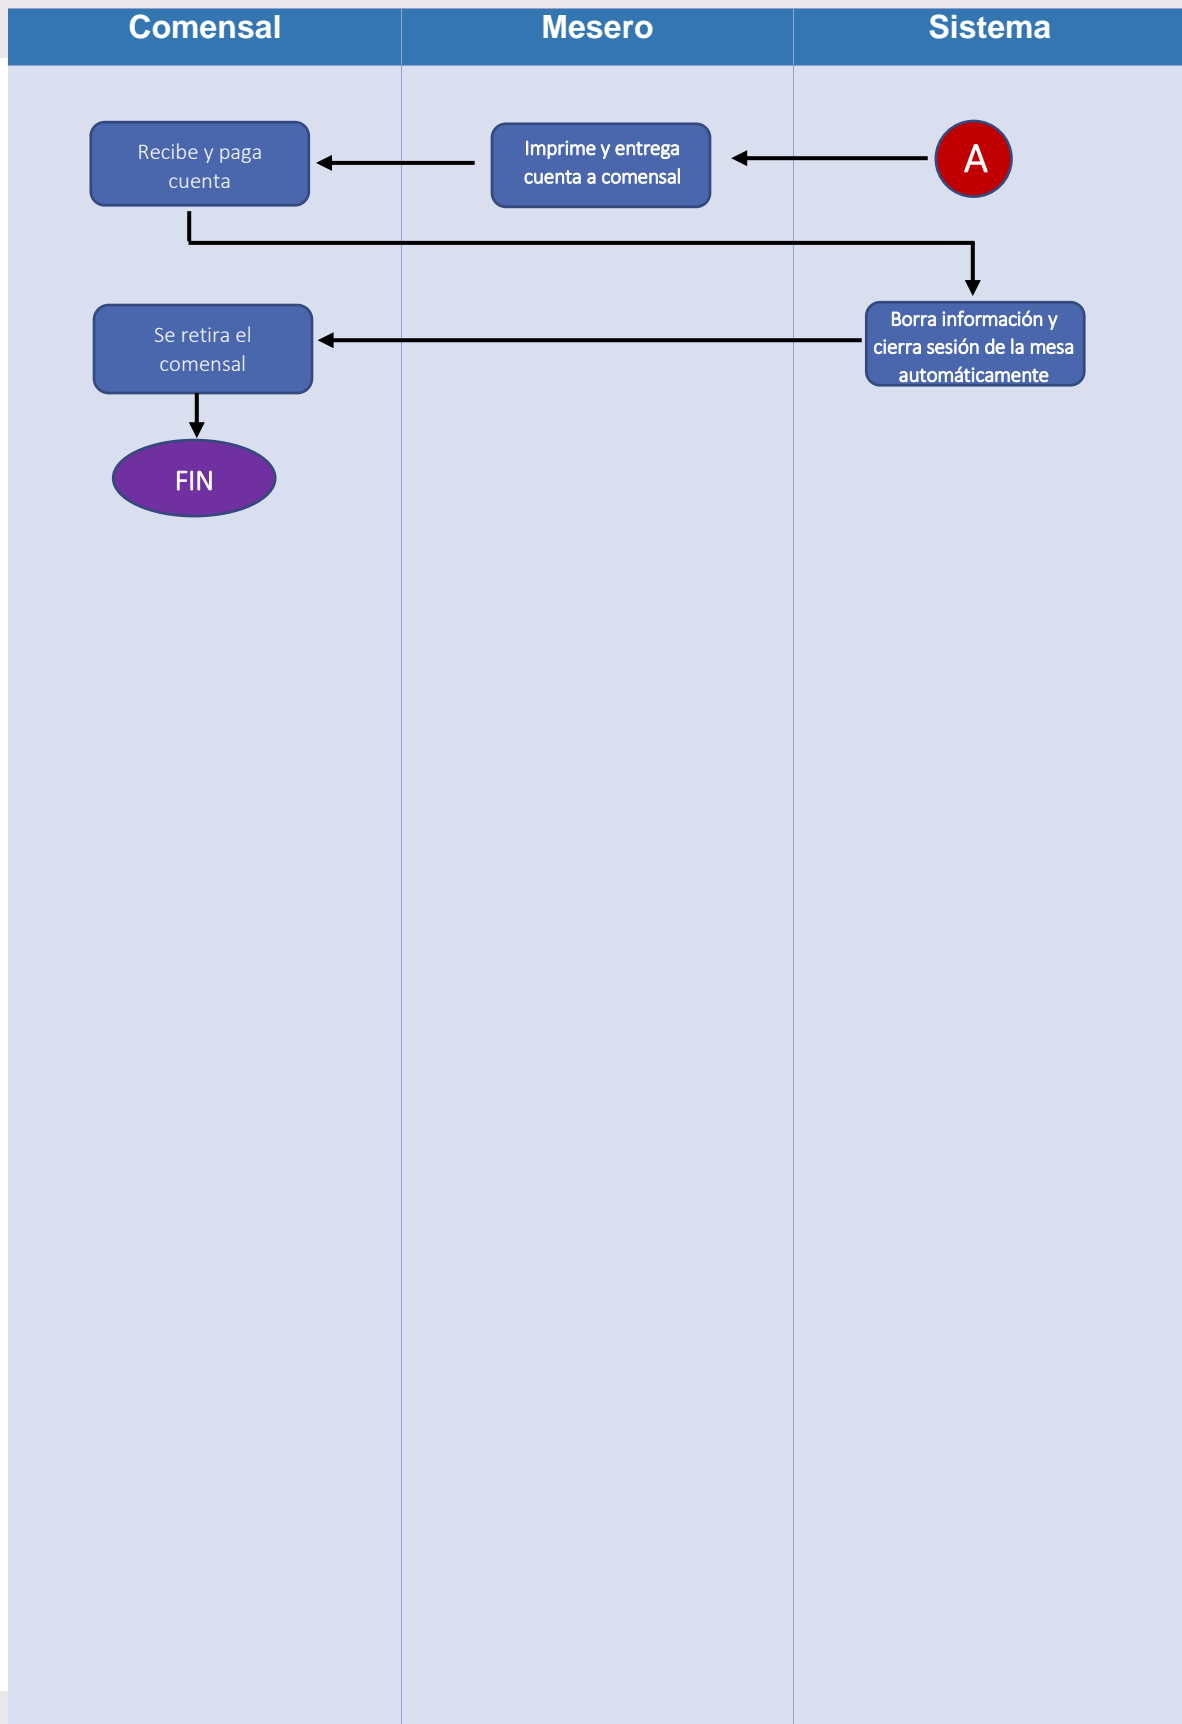 Comensal
Mesero
Sistema
Recibe y paga
cuenta
Imprime y entrega
cuenta a comensal
A
Se retira el
comensal
Borra información y
cierra sesión de la mesa
automáticamente
FIN